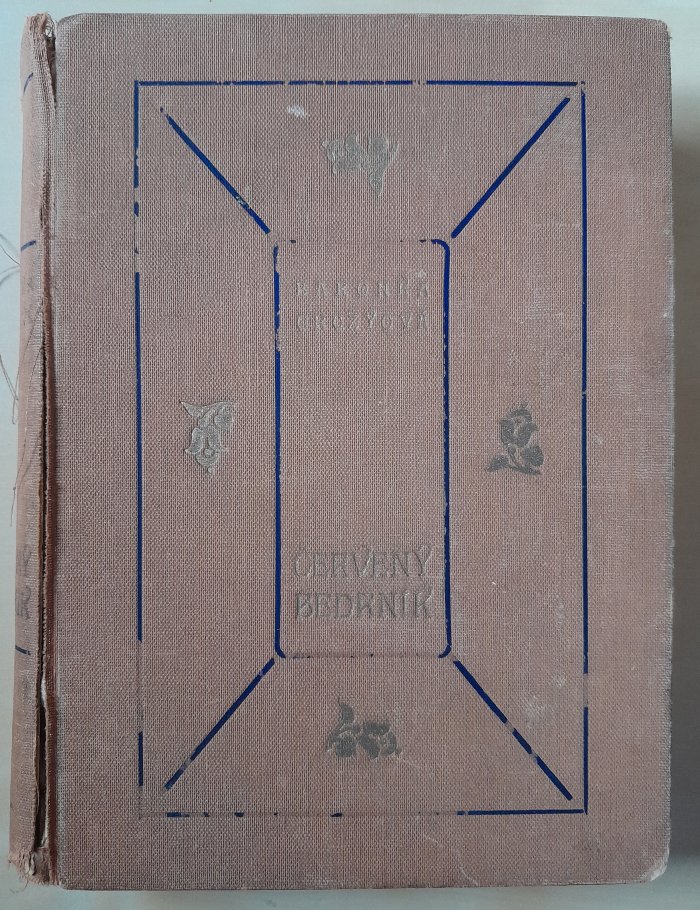 BARONKA
ORCZYOVÁ
ČERVENÝ
BEDRNÍK